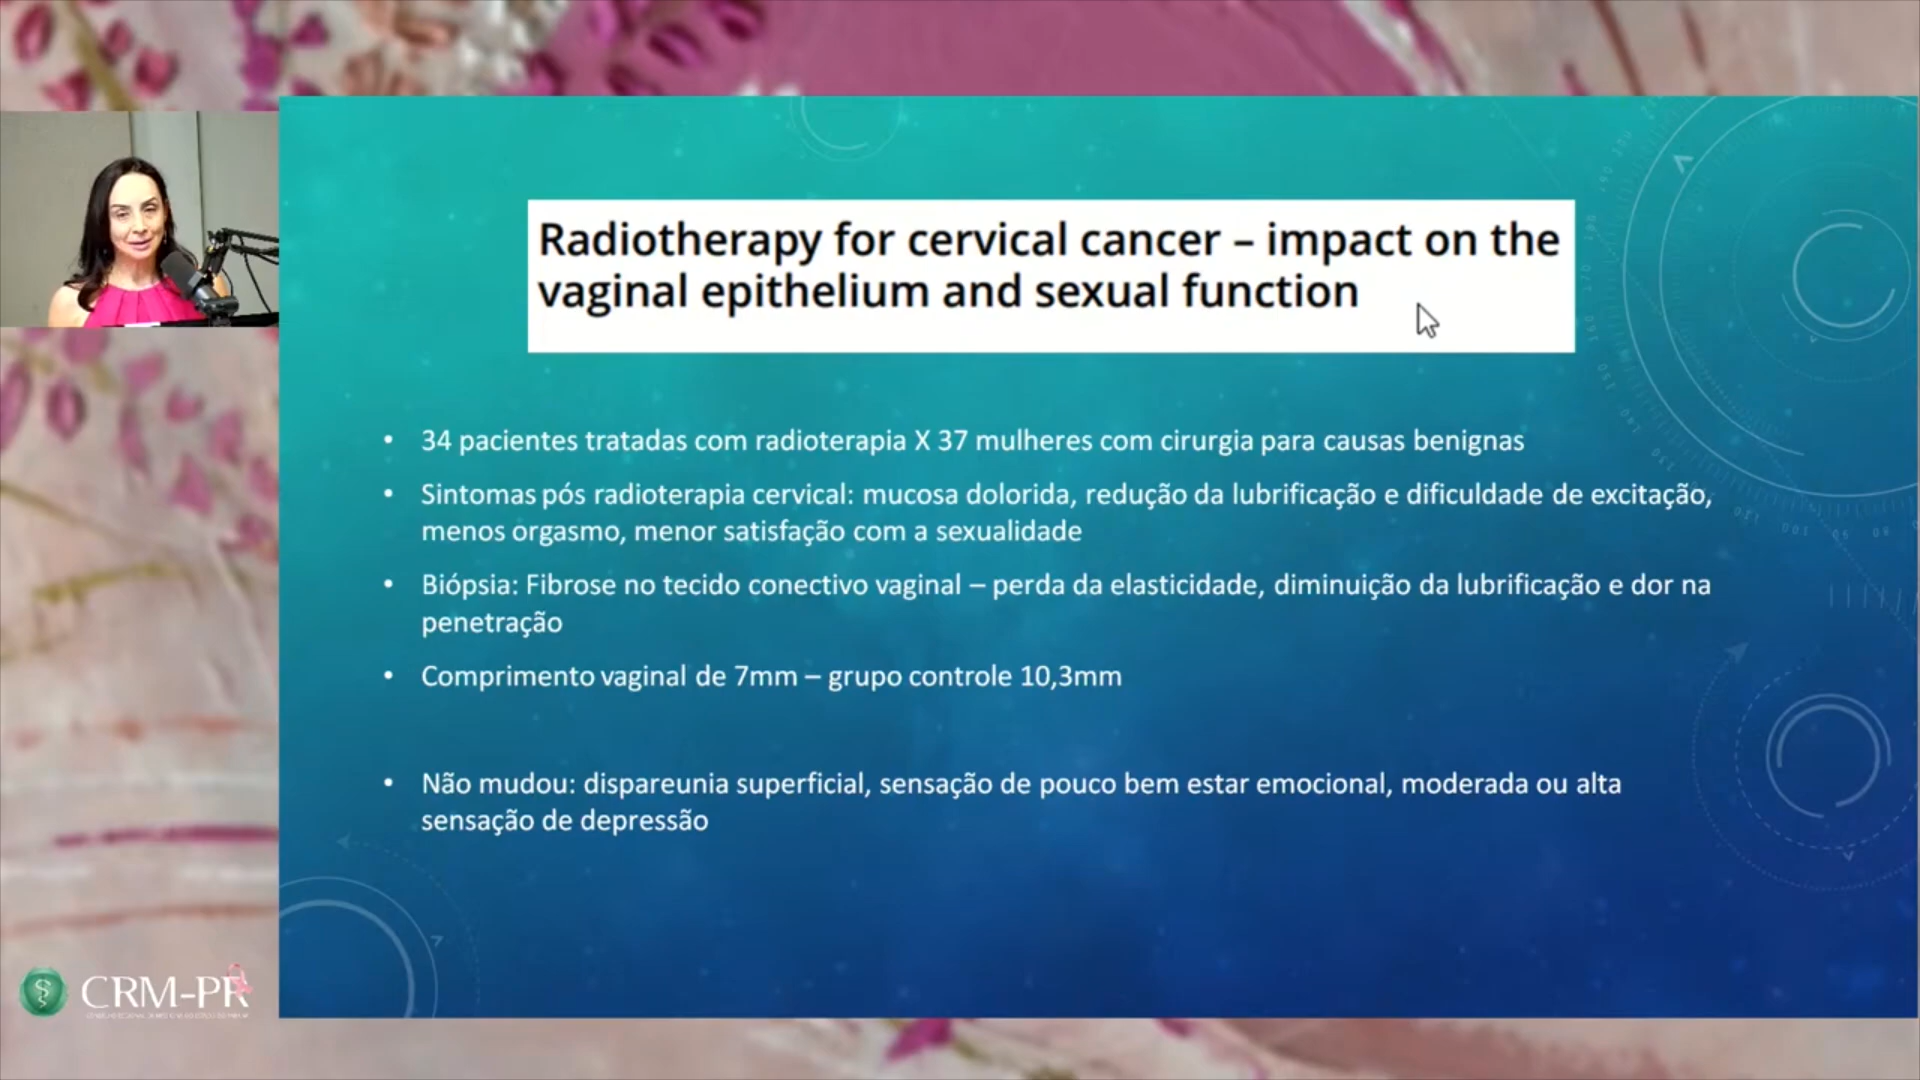 Radiotherapy for cervical cancer – impact on the
vaginal epithelium and sexual function
• 34 pacientes tratadas com radioterapia X 37 mulheres com cirurgia para causas benignas
• Sintomas pós radioterapia cervical: mucosa dolorida, redução da lubrificação e dificuldade de excitação,
menos orgasmo, menor satisfação com a sexualidade
• Biópsia: Fibrose no tecido conectivo vaginal – perda da elasticidade, diminuição da lubrificação e dor na
penetração
• Comprimento vaginal de 7mm – grupo controle 10,3mm
• Não mudou: dispareunia superficial, sensação de pouco bem estar emocional, moderada ou alta
sensação de depressão
CRM-PR